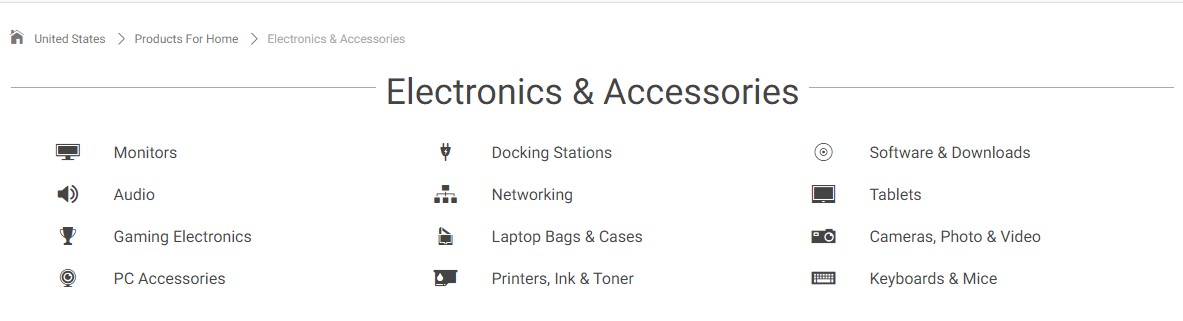 United States > Products For Home > Electronics & Accessories
Electronics & Accessories
Monitors Docking Stations Software & Downloads
Audio Networking Tablets
Gaming Electronics Laptop Bags & Cases Cameras, Photo & Video
PC Accessories Printers, Ink & Toner Keyboards & Mice